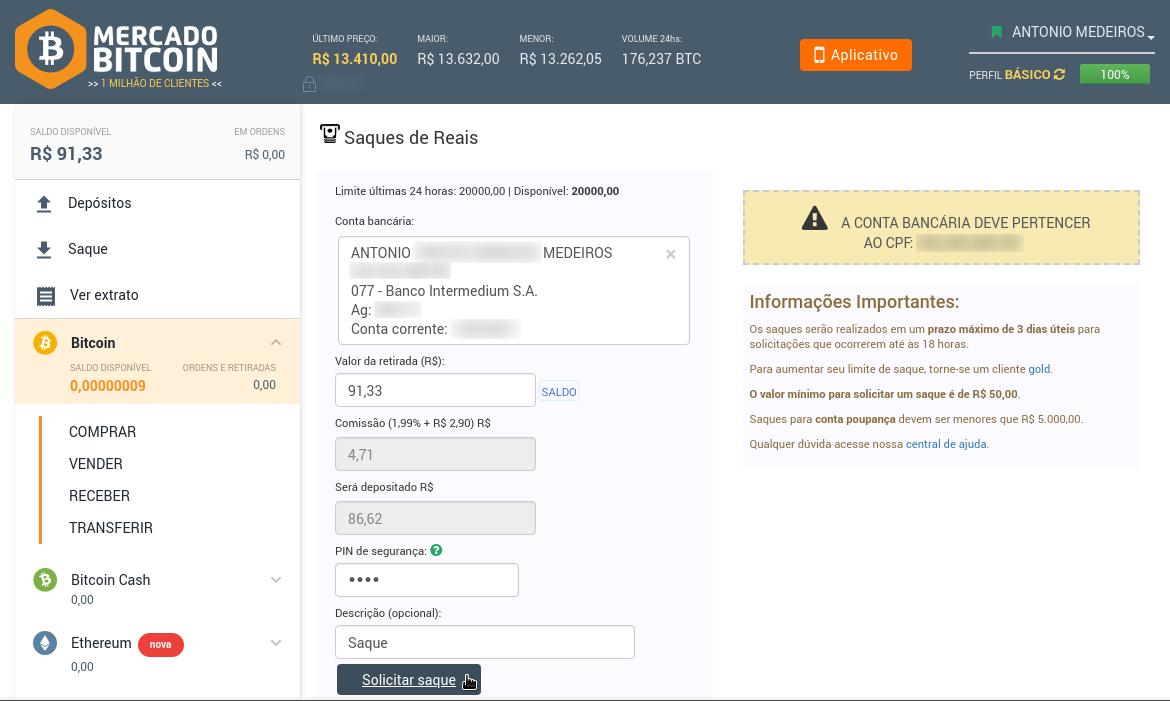 MERCADO
BITCOIN
>> 1 MILHÃO DE CLIENTES <<
ÚLTIMO PREÇO:
R$ 13.410,00
MAIOR:
R$ 13.632,00
MENOR:
R$ 13.262,05
VOLUME 24hs:
176,237 BTC
Aplicativo
ANTONIO MEDEIROS
PERFIL BÁSICO
100%
SALDO DISPONÍVEL
EM ORDENS
R$ 91,33
R$ 0,00
Depósitos
Saque
Ver extrato
Bitcoin
SALDO DISPONÍVEL
ORDENS E RETIRADAS
0,00000009
0,00
COMPRAR
VENDER
RECEBER
TRANSFERIR
Bitcoin Cash
0,00
Ethereum nova
0,00
Saques de Reais
Limite últimas 24 horas: 20000,00 | Disponível: 20000,00
Conta bancária:
ANTONIO MEDEIROS
×
077 - Banco Intermedium S.A.
Ag:
Conta corrente:
Valor da retirada (R$):
91,33
SALDO
Comissão (1,99% + R$ 2,90) R$
4,71
Será depositado R$
86,62
PIN de segurança: ?
••••
Descrição (opcional):
Saque
Solicitar saque
A CONTA BANCÁRIA DEVE PERTENCER
AO CPF:
Informações Importantes:
Os saques serão realizados em um prazo máximo de 3 dias úteis para
solicitações que ocorrerem até às 18 horas.
Para aumentar seu limite de saque, torne-se um cliente gold.
O valor mínimo para solicitar um saque é de R$ 50,00.
Saques para conta poupança devem ser menores que R$ 5.000,00.
Qualquer dúvida acesse nossa central de ajuda.